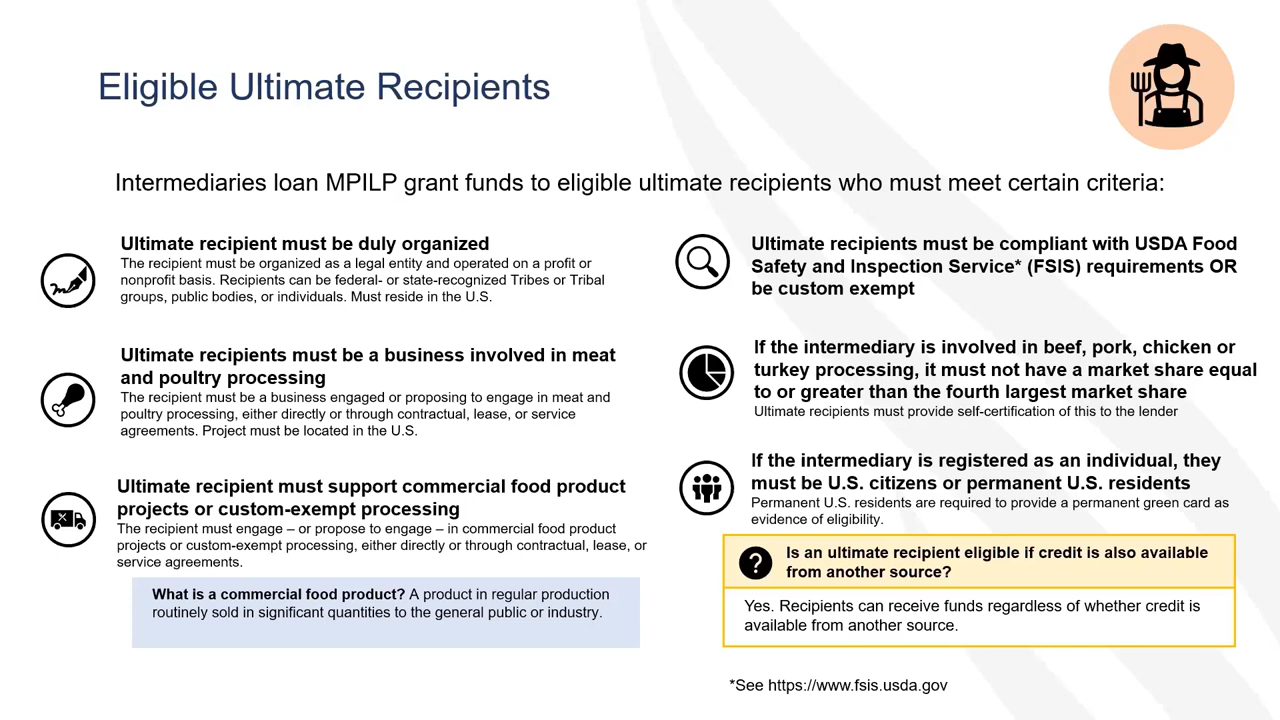 Eligible Ultimate Recipients
Intermediaries loan MPILP grant funds to eligible ultimate recipients who must meet certain criteria:
Ultimate recipient must be duly organized
The recipient must be organized as a legal entity and operated on a profit or
nonprofit basis. Recipients can be federal- or state-recognized Tribes or Tribal
groups, public bodies, or individuals. Must reside in the U.S.
Ultimate recipients must be a business involved in meat
and poultry processing
The recipient must be a business engaged or proposing to engage in meat and
poultry processing, either directly or through contractual, lease, or service
agreements. Project must be located in the U.S.
Ultimate recipient must support commercial food product
projects or custom-exempt processing
The recipient must engage – or propose to engage – in commercial food product
projects or custom-exempt processing, either directly or through contractual, lease, or
service agreements.
What is a commercial food product? A product in regular production
routinely sold in significant quantities to the general public or industry.
Ultimate recipients must be compliant with USDA Food
Safety and Inspection Service* (FSIS) requirements OR
be custom exempt
If the intermediary is involved in beef, pork, chicken or
turkey processing, it must not have a market share equal
to or greater than the fourth largest market share
Ultimate recipients must provide self-certification of this to the lender
If the intermediary is registered as an individual, they
must be U.S. citizens or permanent U.S. residents
Permanent U.S. residents are required to provide a permanent green card as
evidence of eligibility.
Is an ultimate recipient eligible if credit is also available
from another source?
Yes. Recipients can receive funds regardless of whether credit is
available from another source.
*See https://www.fsis.usda.gov